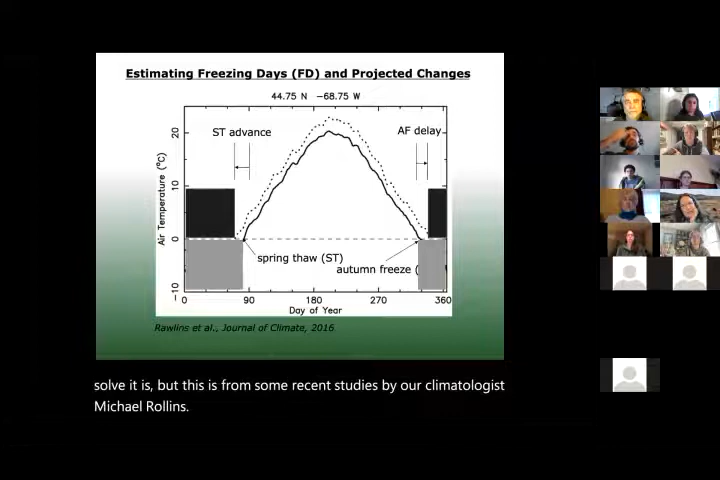 Estimating Freezing Days (FD) and Projected Changes
44.75 N −68.75 W
ST advance
AF delay
20
10
0
−10
Air Temperature (°C)
spring thaw (ST)
autumn freeze (
0 90 180 270 360
Day of Year
Rawlins et al., Journal of Climate, 2016
solve it is, but this is from some recent studies by our climatologist
Michael Rollins.